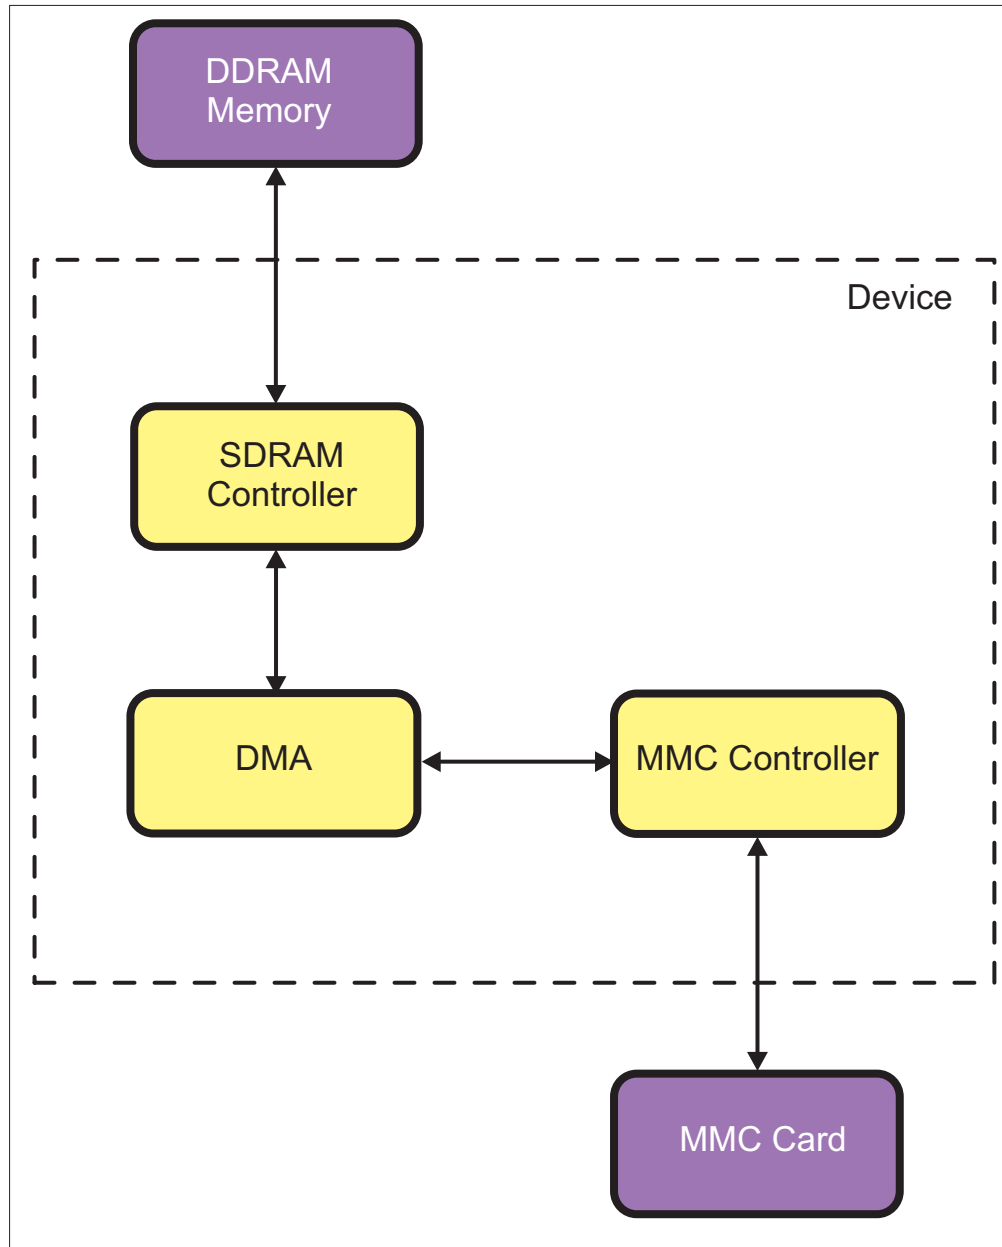 DDRAM
Memory
Device
SDRAM
Controller
DMA
MMC Controller
MMC Card